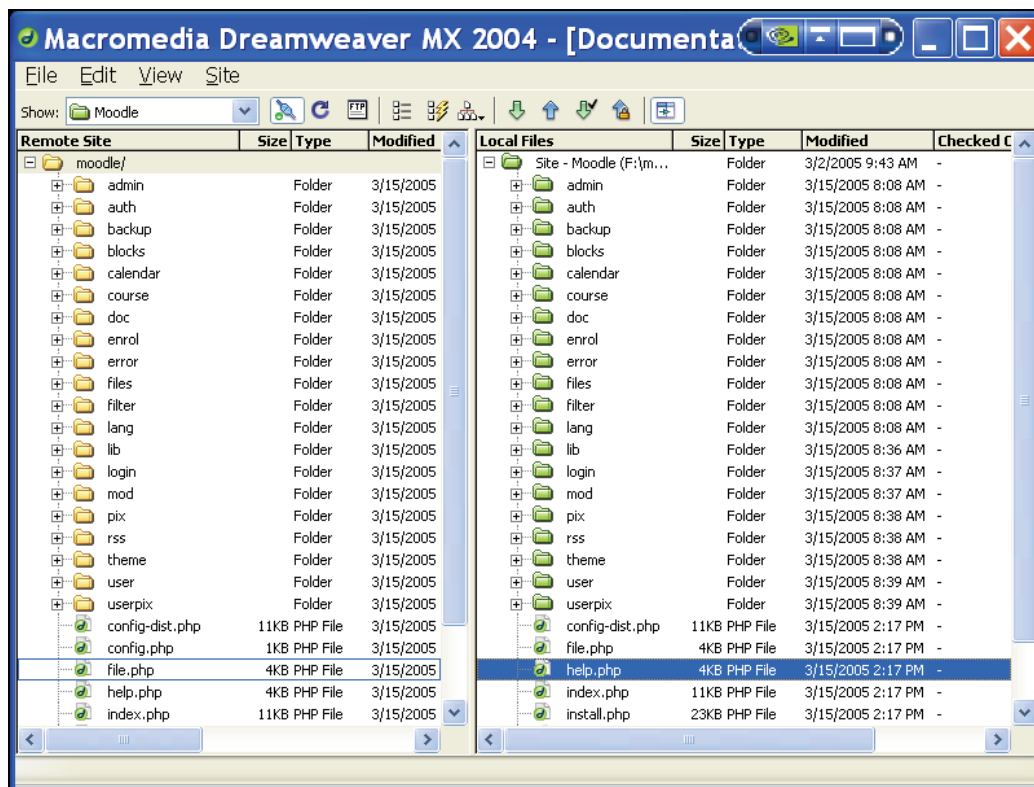 Macromedia Dreamweaver MX 2004 - [Documenta
File Edit View Site
Show: Moodle FTP
Remote Site Size Type Modified
moodle/
admin Folder 3/15/2005
auth Folder 3/15/2005
backup Folder 3/15/2005
blocks Folder 3/15/2005
calendar Folder 3/15/2005
course Folder 3/15/2005
doc Folder 3/15/2005
enrol Folder 3/15/2005
error Folder 3/15/2005
files Folder 3/15/2005
filter Folder 3/15/2005
lang Folder 3/15/2005
lib Folder 3/15/2005
login Folder 3/15/2005
mod Folder 3/15/2005
pix Folder 3/15/2005
rss Folder 3/15/2005
theme Folder 3/15/2005
user Folder 3/15/2005
userpix Folder 3/15/2005
config-dist.php 11KB PHP File 3/15/2005
config.php 1KB PHP File 3/15/2005
file.php 4KB PHP File 3/15/2005
help.php 4KB PHP File 3/15/2005
index.php 11KB PHP File 3/15/2005
Local Files Size Type Modified Checked C
Site - Moodle (F:\m... Folder 3/2/2005 9:43 AM -
admin Folder 3/15/2005 8:08 AM -
auth Folder 3/15/2005 8:08 AM -
backup Folder 3/15/2005 8:08 AM -
blocks Folder 3/15/2005 8:08 AM -
calendar Folder 3/15/2005 8:08 AM -
course Folder 3/15/2005 8:08 AM -
doc Folder 3/15/2005 8:08 AM -
enrol Folder 3/15/2005 8:08 AM -
error Folder 3/15/2005 8:08 AM -
files Folder 3/15/2005 8:08 AM -
filter Folder 3/15/2005 8:08 AM -
lang Folder 3/15/2005 8:08 AM -
lib Folder 3/15/2005 8:36 AM -
login Folder 3/15/2005 8:37 AM -
mod Folder 3/15/2005 8:37 AM -
pix Folder 3/15/2005 8:38 AM -
rss Folder 3/15/2005 8:38 AM -
theme Folder 3/15/2005 8:38 AM -
user Folder 3/15/2005 8:39 AM -
userpix Folder 3/15/2005 8:39 AM -
config-dist.php 11KB PHP File 3/15/2005 2:17 PM -
file.php 4KB PHP File 3/15/2005 2:17 PM -
help.php 4KB PHP File 3/15/2005 2:17 PM -
index.php 11KB PHP File 3/15/2005 2:17 PM -
install.php 23KB PHP File 3/15/2005 2:17 PM -